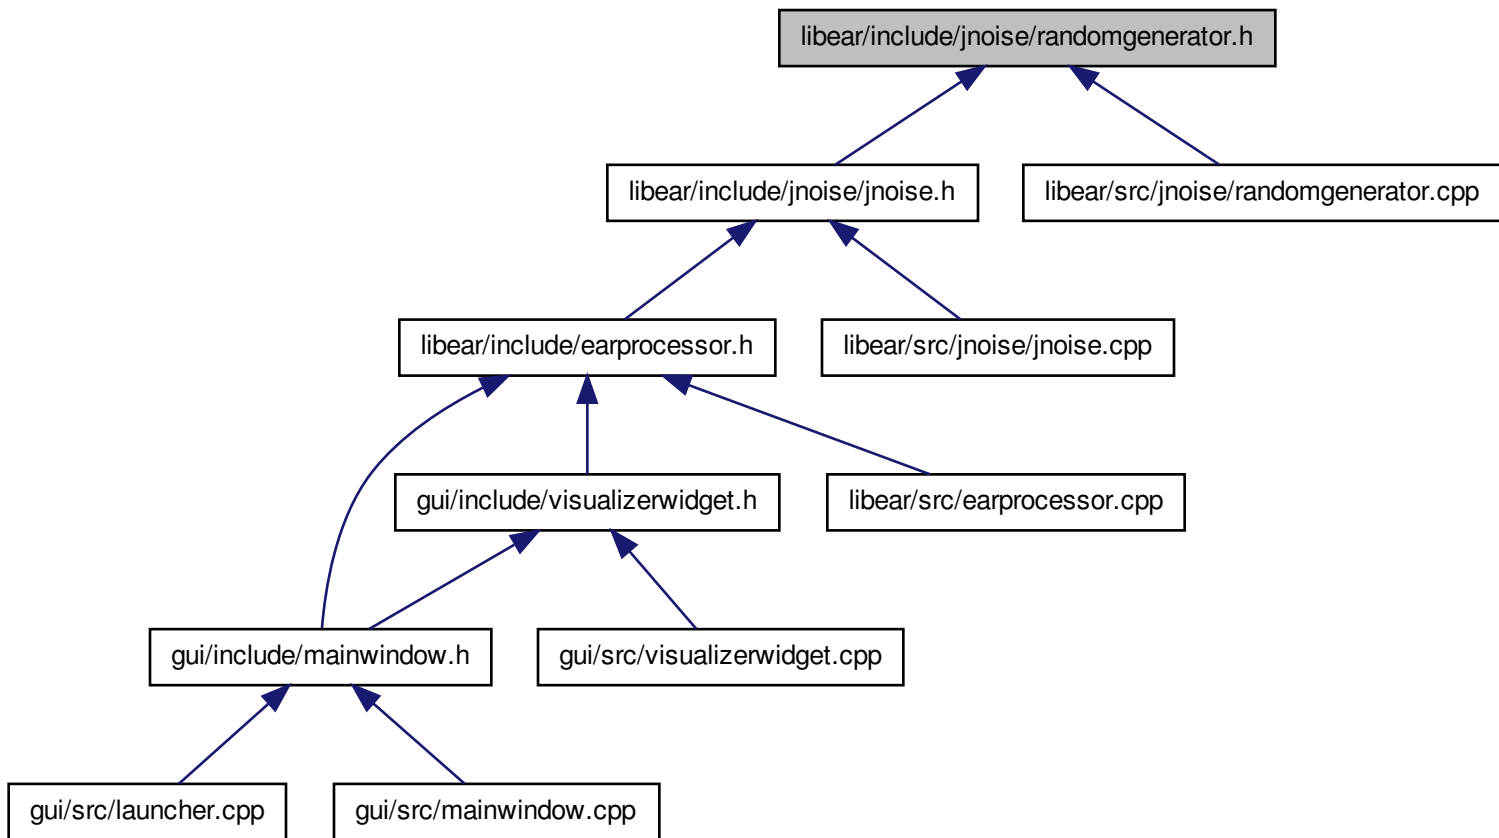 libear/include/jnoise/randomgenerator.h
libear/include/jnoise/jnoise.h
libear/src/jnoise/randomgenerator.cpp
libear/include/earprocessor.h
libear/src/jnoise/jnoise.cpp
gui/include/visualizerwidget.h
libear/src/earprocessor.cpp
gui/include/mainwindow.h
gui/src/visualizerwidget.cpp
gui/src/launcher.cpp
gui/src/mainwindow.cpp